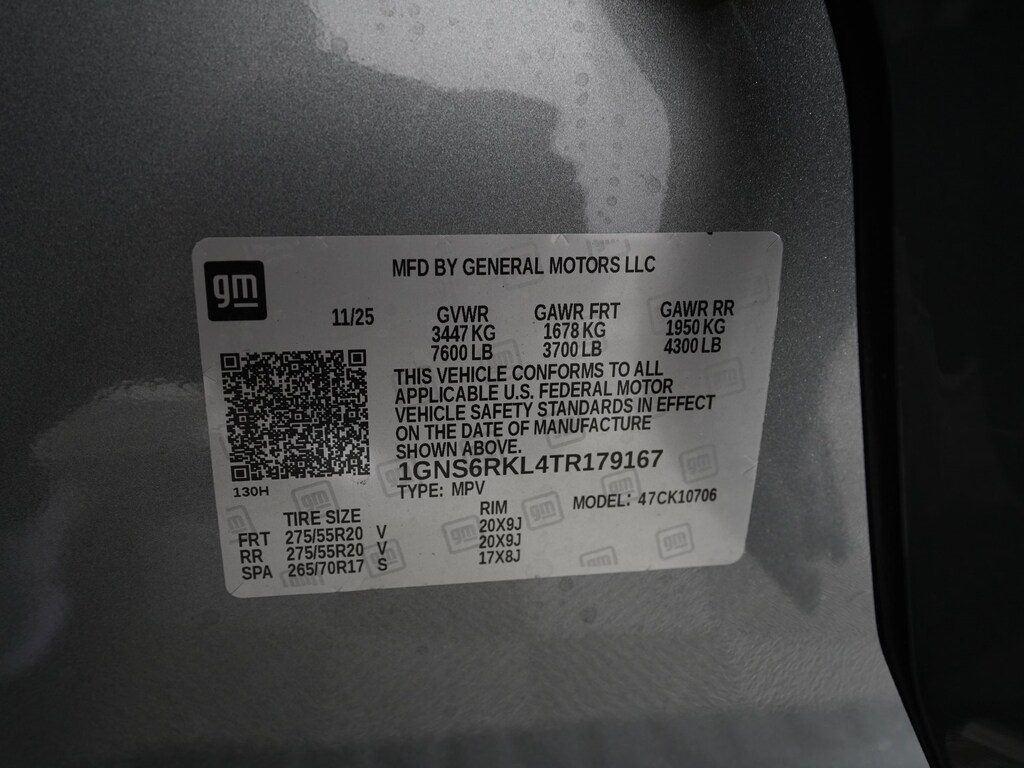 gm
MFD BY GENERAL MOTORS LLC
11/25
GVWR GAWR FRT GAWR RR
3447 KG 1678 KG 1950 KG
7600 LB 3700 LB 4300 LB
THIS VEHICLE CONFORMS TO ALL
APPLICABLE U.S. FEDERAL MOTOR
VEHICLE SAFETY STANDARDS IN EFFECT
ON THE DATE OF MANUFACTURE
SHOWN ABOVE.
1GNS6RKL4TR179167
130H
TYPE: MPV MODEL: 47CK10706
TIRE SIZE RIM
FRT 275/55R20 V 20X9J
RR 275/55R20 V 20X9J
SPA 265/70R17 S 17X8J